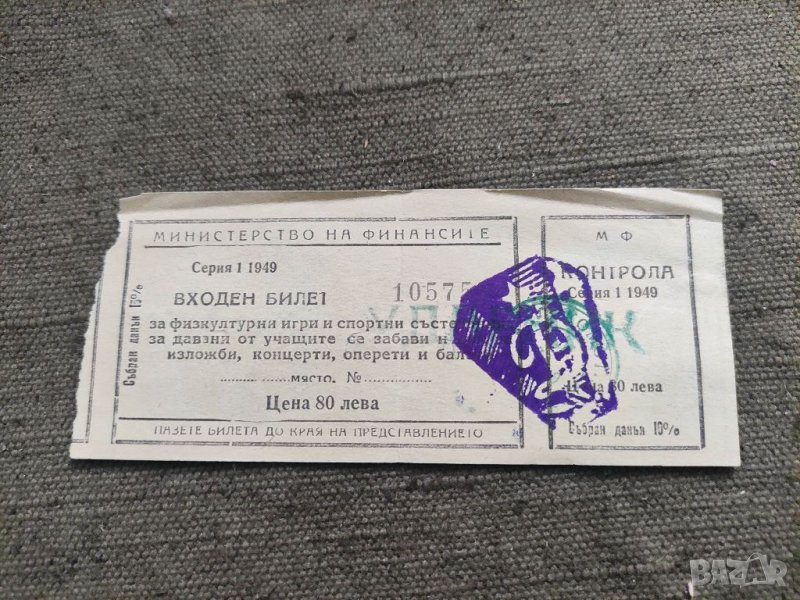 МИНИСТЕРСТВО НА ФИНАНСИТЕ
Серия 1 1949
ВХОДЕН БИЛЕТ 10575
за физкултурни игри и спортни
за давани от учащите се забави
изложби, концерти, оперети и
място. №
Цена 80 лева
ПАЗЕТЕ БИЛЕТА ДО КРАЯ НА ПРЕДСТАВЛЕНИЕТО
Събран данък 10%
М Ф
КОНТРОЛА
Серия 1 1949
Цена 80 лева
Събран данък 10%
BAZAR